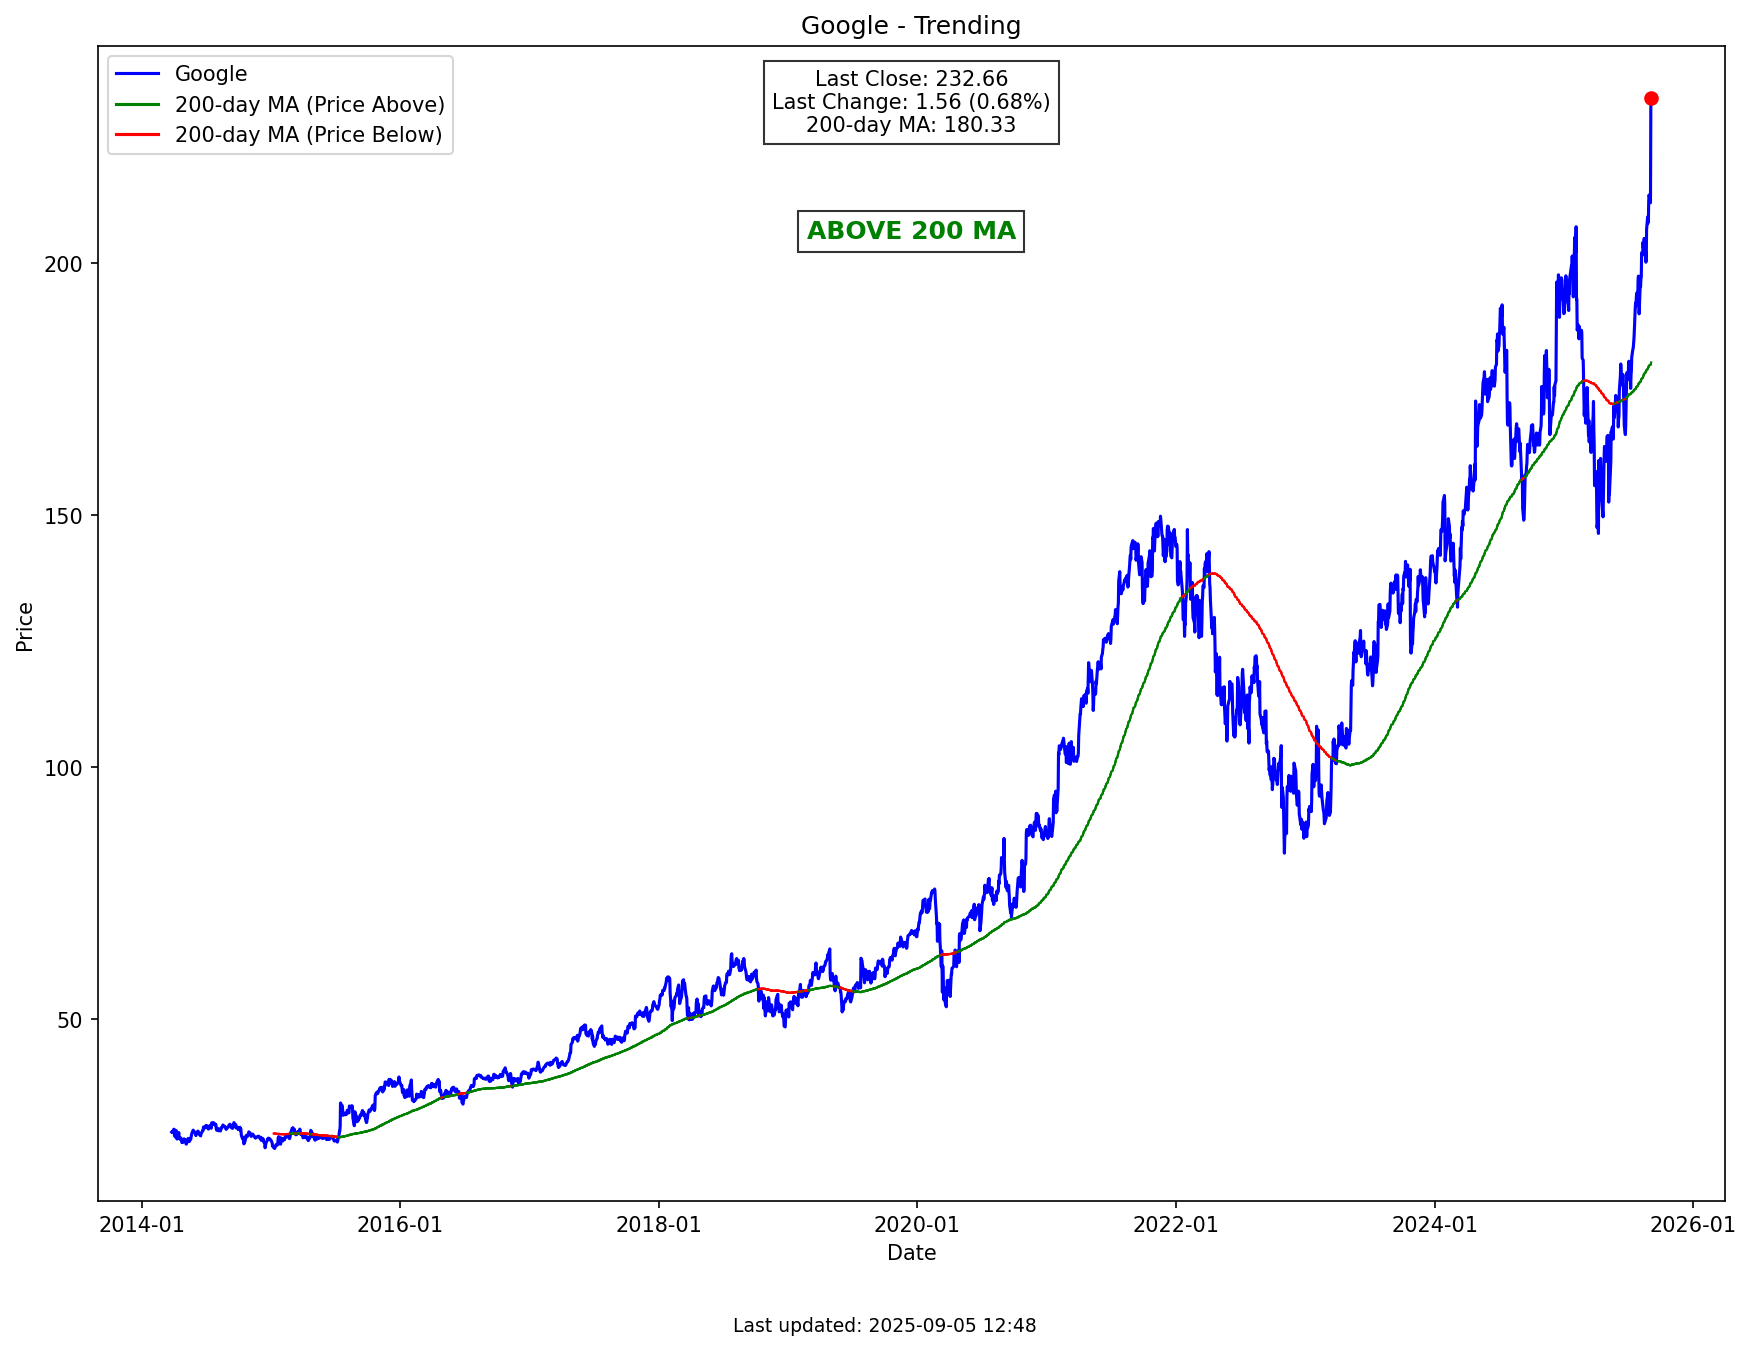 Google - Trending
Google
200-day MA (Price Above)
200-day MA (Price Below)
Last Close: 232.66
Last Change: 1.56 (0.68%)
200-day MA: 180.33
ABOVE 200 MA
Price
200
150
100
50
2014-01
2016-01
2018-01
2020-01
2022-01
2024-01
2026-01
Date
Last updated: 2025-09-05 12:48